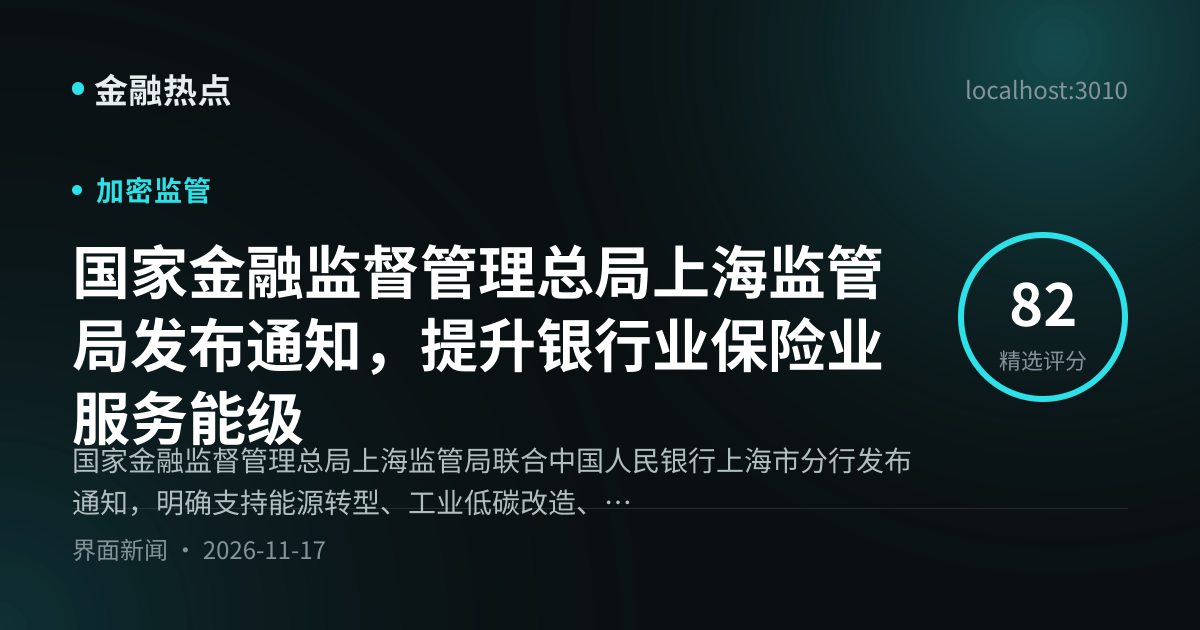 金融热点
localhost:3010
加密监管
国家金融监督管理总局上海监管
局发布通知，提升银行业保险业
服务能级
82
精选评分
国家金融监督管理总局上海监管局联合中国人民银行上海市分行发布
通知，明确支持能源转型、工业低碳改造、…
界面新闻 • 2026-11-17